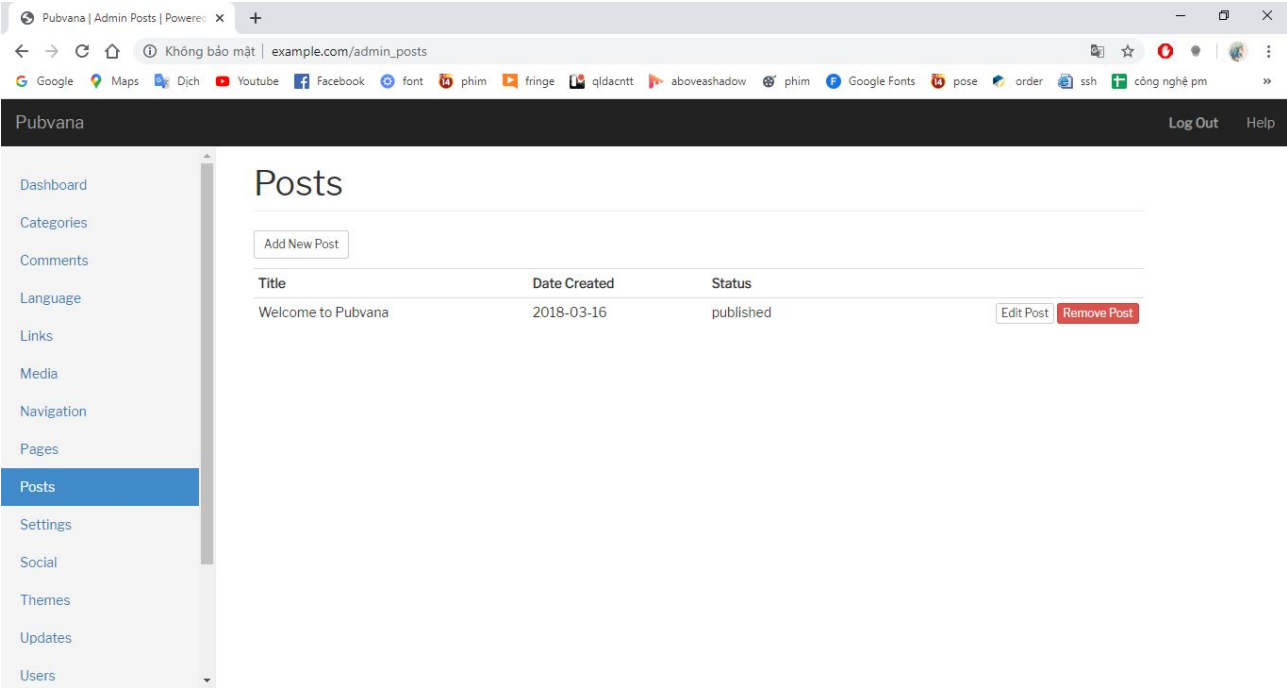 Pubvana | Admin Posts | Powered
Không bảo mật | example.com/admin_posts
Google Maps Dịch Youtube Facebook font phim fringe qldacntt aboveashadow phim Google Fonts pose order ssh công nghệ pm »
Pubvana Log Out Help
Dashboard
Categories
Comments
Language
Links
Media
Navigation
Pages
Posts
Settings
Social
Themes
Updates
Users
Posts
Add New Post
Title Date Created Status
Welcome to Pubvana 2018-03-16 published Edit Post Remove Post